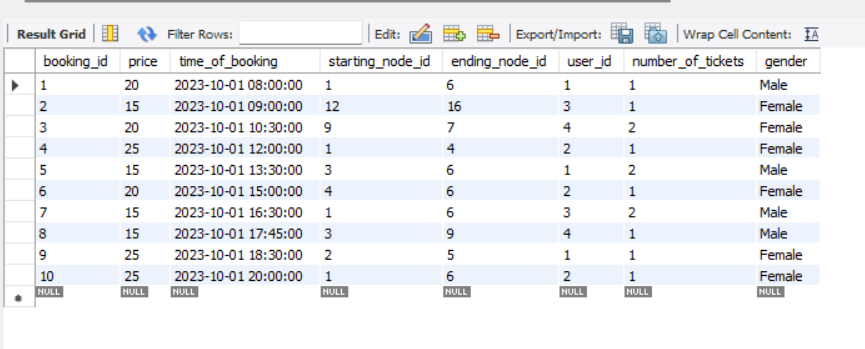 Result Grid Filter Rows: Edit: Export/Import: Wrap Cell Content: IA
booking_id price time_of_booking starting_node_id ending_node_id user_id number_of_tickets gender
1 20 2023-10-01 08:00:00 1 6 1 1 Male
2 15 2023-10-01 09:00:00 12 16 3 1 Female
3 20 2023-10-01 10:30:00 9 7 4 2 Female
4 25 2023-10-01 12:00:00 1 4 2 1 Female
5 15 2023-10-01 13:30:00 3 6 1 2 Male
6 20 2023-10-01 15:00:00 4 6 2 1 Female
7 15 2023-10-01 16:30:00 1 6 3 2 Male
8 15 2023-10-01 17:45:00 3 9 4 1 Male
9 25 2023-10-01 18:30:00 2 5 1 1 Female
10 25 2023-10-01 20:00:00 1 6 2 1 Female
NULL NULL NULL NULL NULL NULL NULL NULL